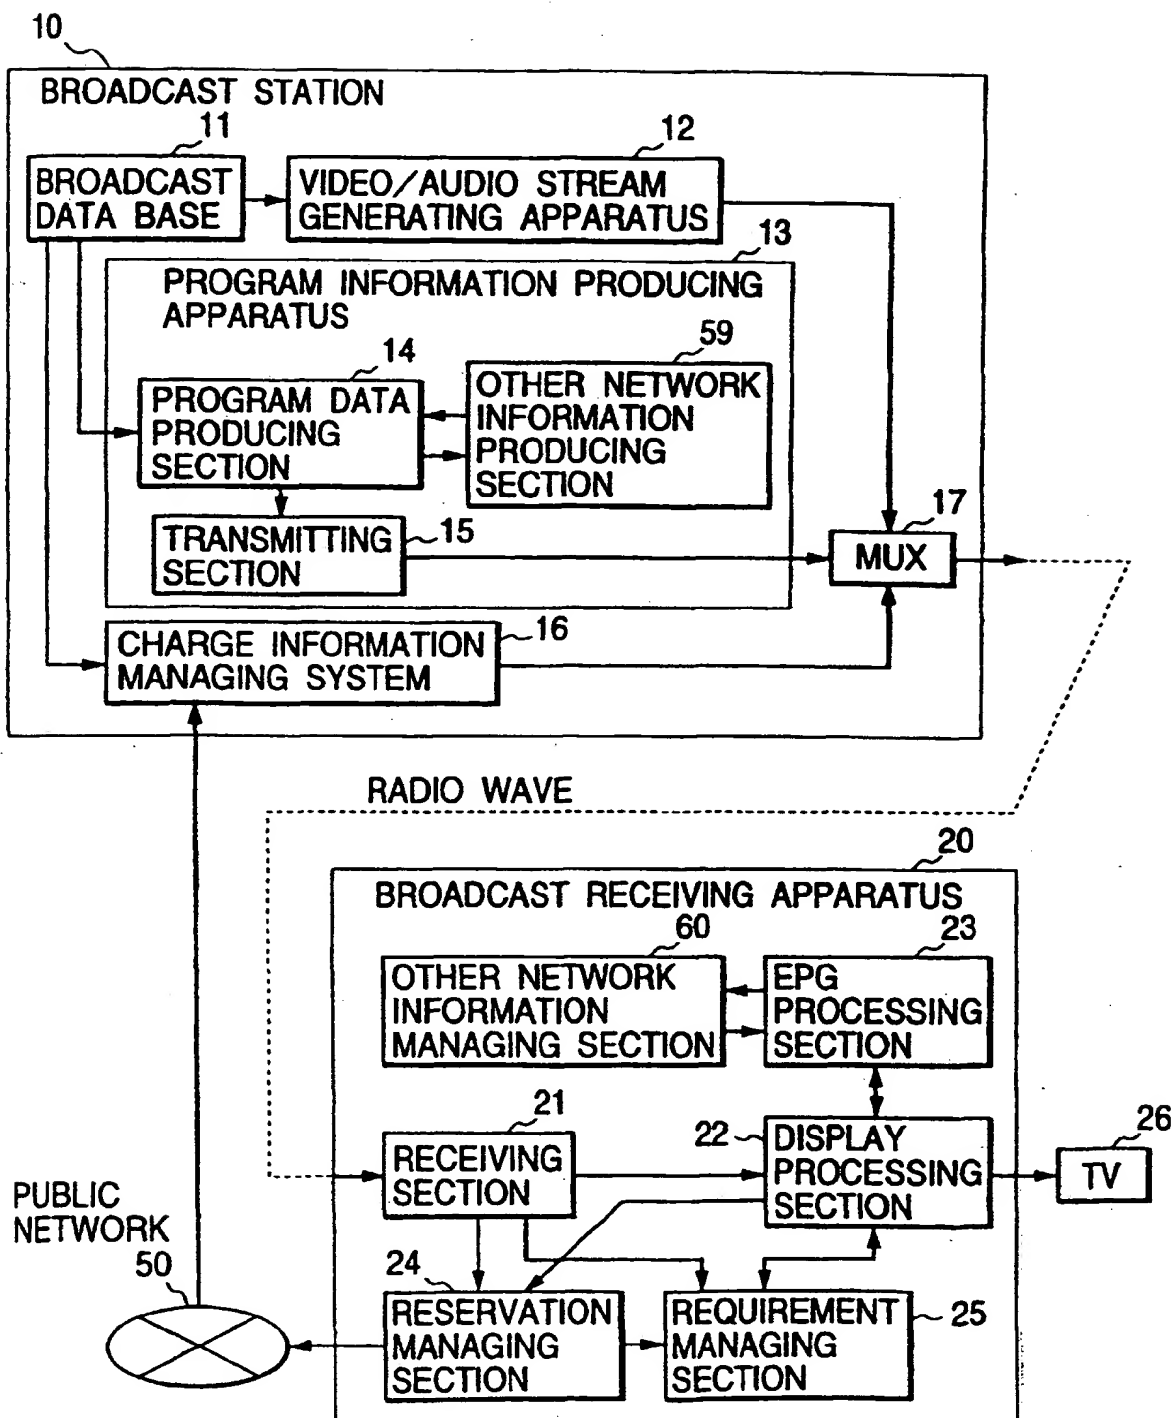 10
BROADCAST STATION
11
12
BROADCAST
DATA BASE
VIDEO/AUDIO STREAM
GENERATING APPARATUS
13
PROGRAM INFORMATION PRODUCING
APPARATUS
14
59
PROGRAM DATA
PRODUCING
SECTION
OTHER NETWORK
INFORMATION
PRODUCING
SECTION
TRANSMITTING
SECTION
15
17
MUX
CHARGE INFORMATION
MANAGING SYSTEM
16
RADIO WAVE
20
BROADCAST RECEIVING APPARATUS
60
23
OTHER NETWORK
INFORMATION
MANAGING SECTION
EPG
PROCESSING
SECTION
21
RECEIVING
SECTION
22
DISPLAY
PROCESSING
SECTION
26
TV
PUBLIC
NETWORK
50
24
RESERVATION
MANAGING
SECTION
REQUIREMENT
MANAGING
SECTION
25